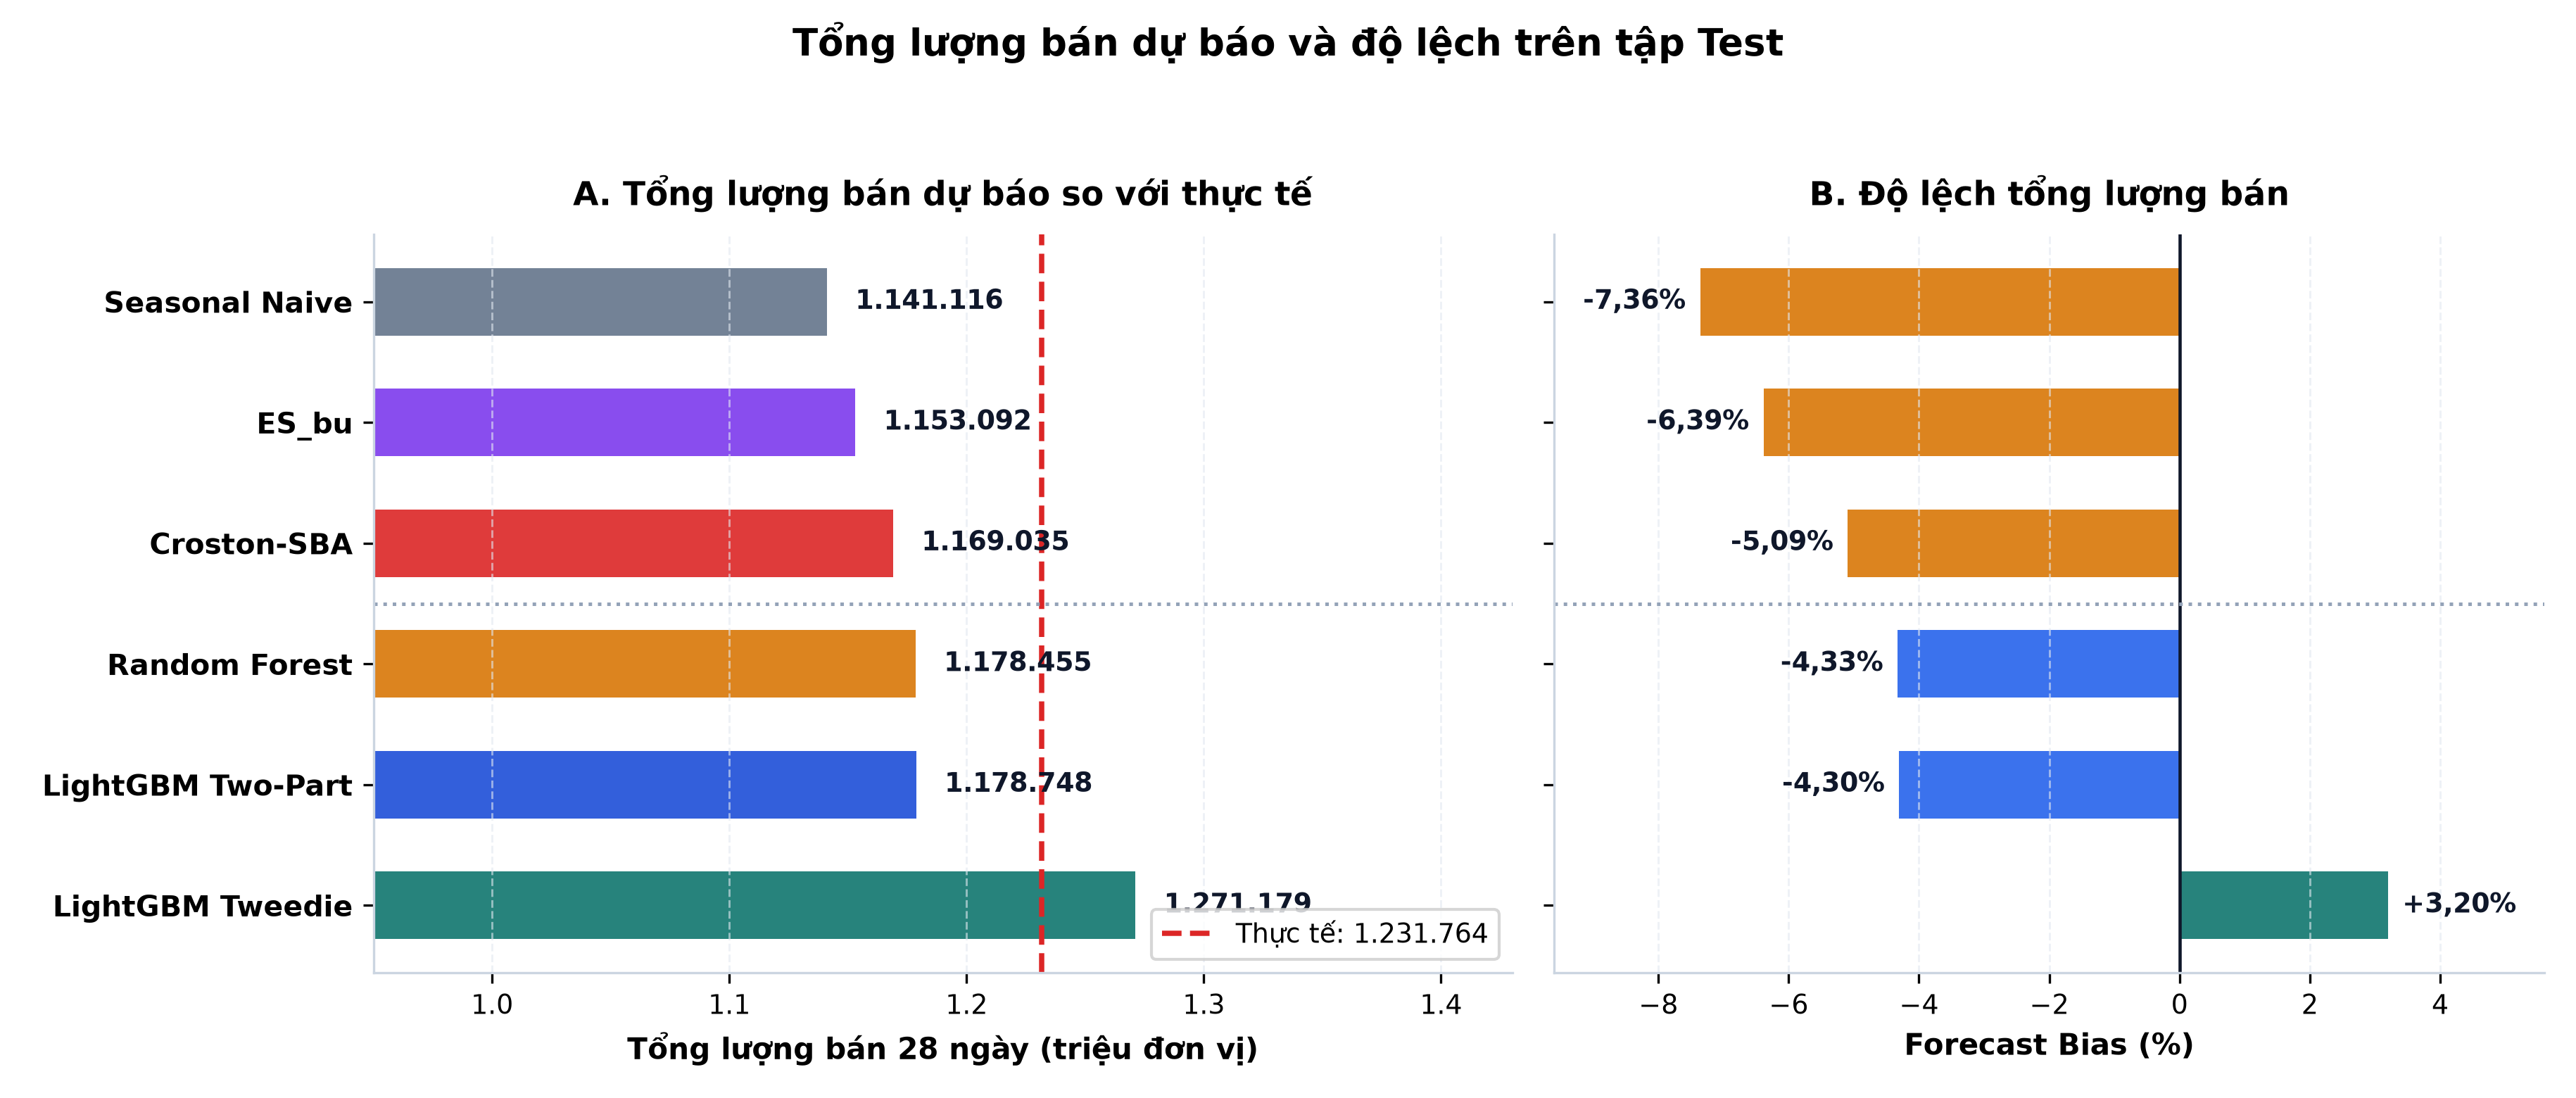 Tổng lượng bán dự báo và độ lệch trên tập Test
A. Tổng lượng bán dự báo so với thực tế
Seasonal Naive
1.141.116
ES_bu
1.153.092
Croston-SBA
1.169.035
Random Forest
1.178.455
LightGBM Two-Part
1.178.748
LightGBM Tweedie
1.271.179
Thực tế: 1.231.764
1.0 1.1 1.2 1.3 1.4
Tổng lượng bán 28 ngày (triệu đơn vị)
B. Độ lệch tổng lượng bán
-7,36%
-6,39%
-5,09%
-4,33%
-4,30%
+3,20%
−8 −6 −4 −2 0 2 4
Forecast Bias (%)